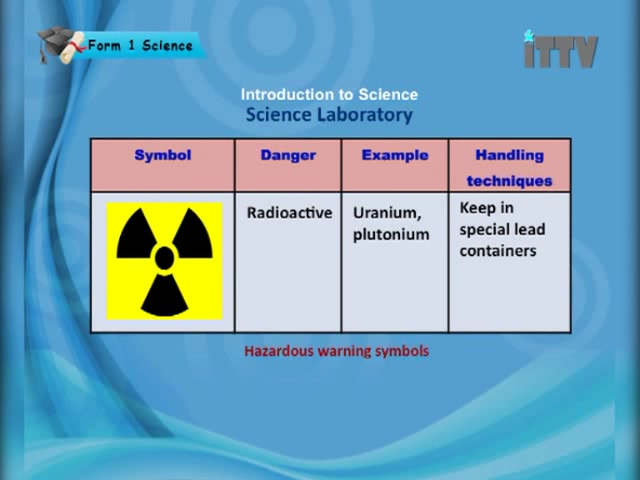 Form 1 Science
iTTV
Introduction to Science
Science Laboratory
Symbol
Danger
Example
Handling
techniques
Radioactive
Uranium,
plutonium
Keep in
special lead
containers
Hazardous warning symbols